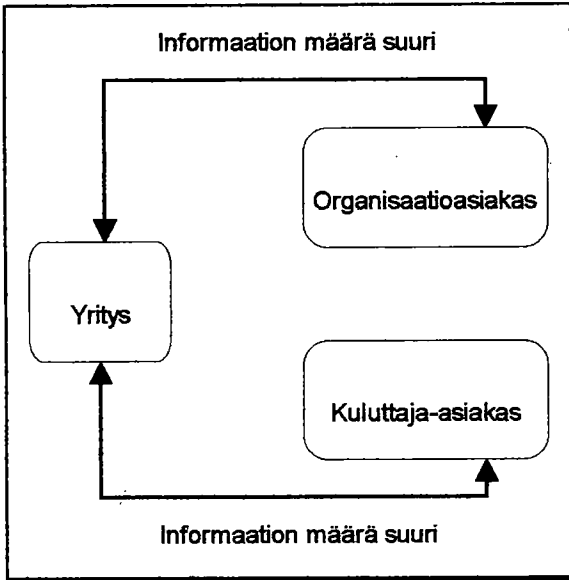 Informaation määrä suuri
Organisaatioasiakas
Yritys
Kuluttaja-asiakas
Informaation määrä suuri